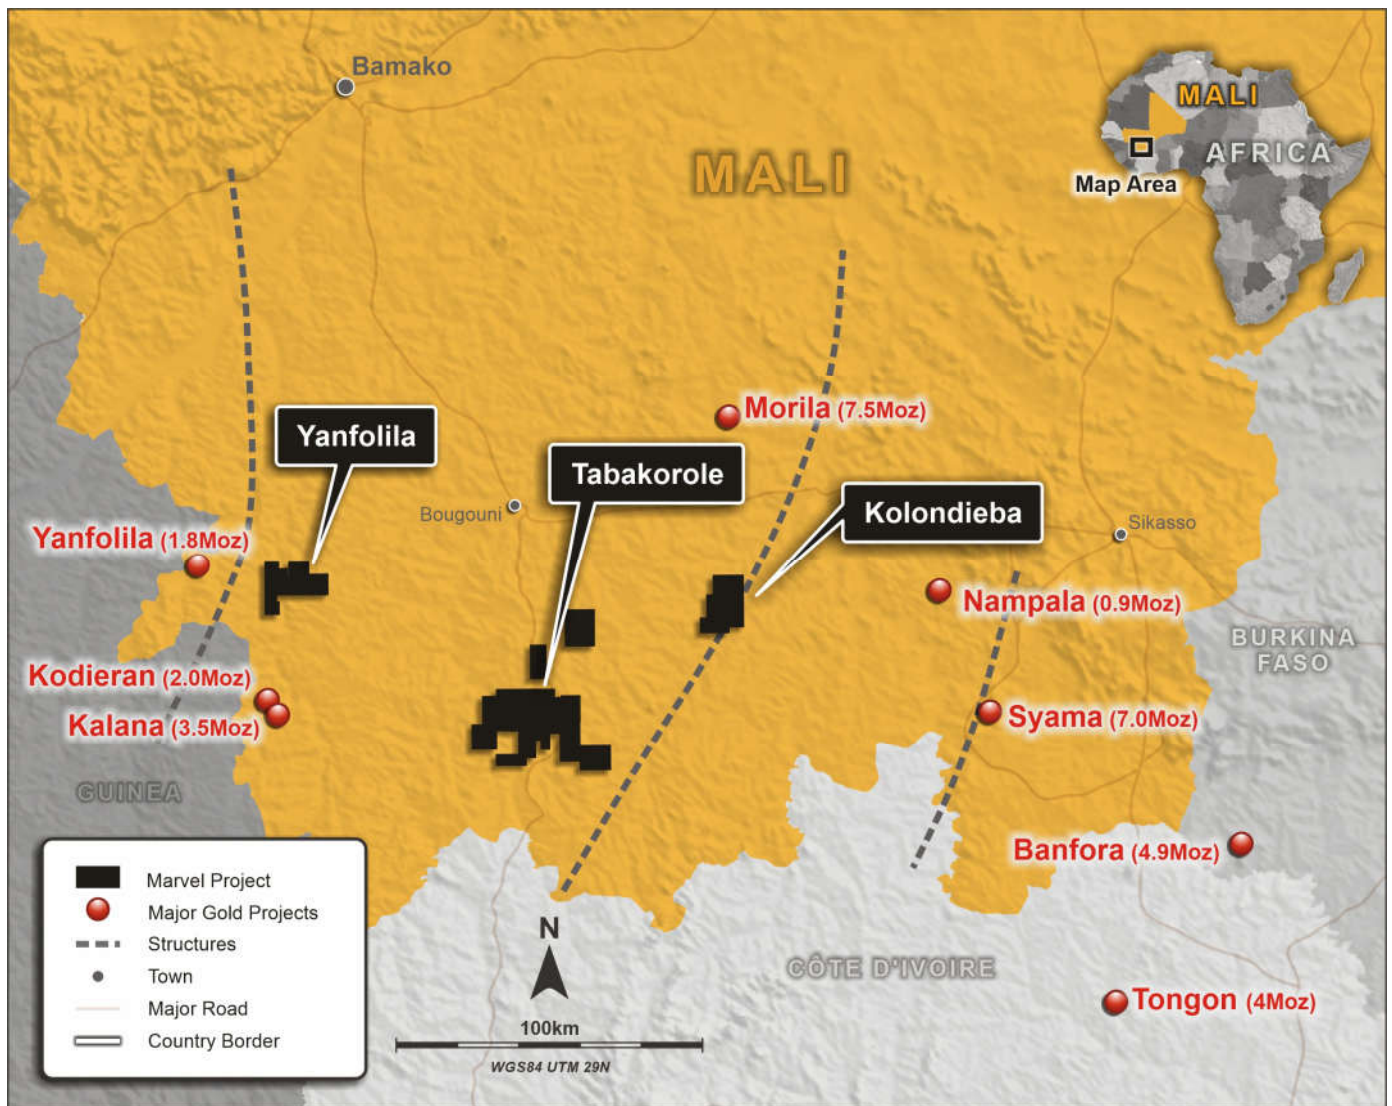 Bamako
MALI
MALI
AFRICA
Map Area
Yanfolila
Morila (7.5Moz)
Tabakorole
Kolondieba
Bougouni
Sikasso
Yanfolila (1.8Moz)
Nampala (0.9Moz)
BURKINA
FASO
Kodieran (2.0Moz)
Kalana (3.5Moz)
Syama (7.0Moz)
GUINEA
Banfora (4.9Moz)
Marvel Project
Major Gold Projects
Structures
Town
Major Road
Country Border
N
CÔTE D'IVOIRE
Tongon (4Moz)
100km
WGS84 UTM 29N